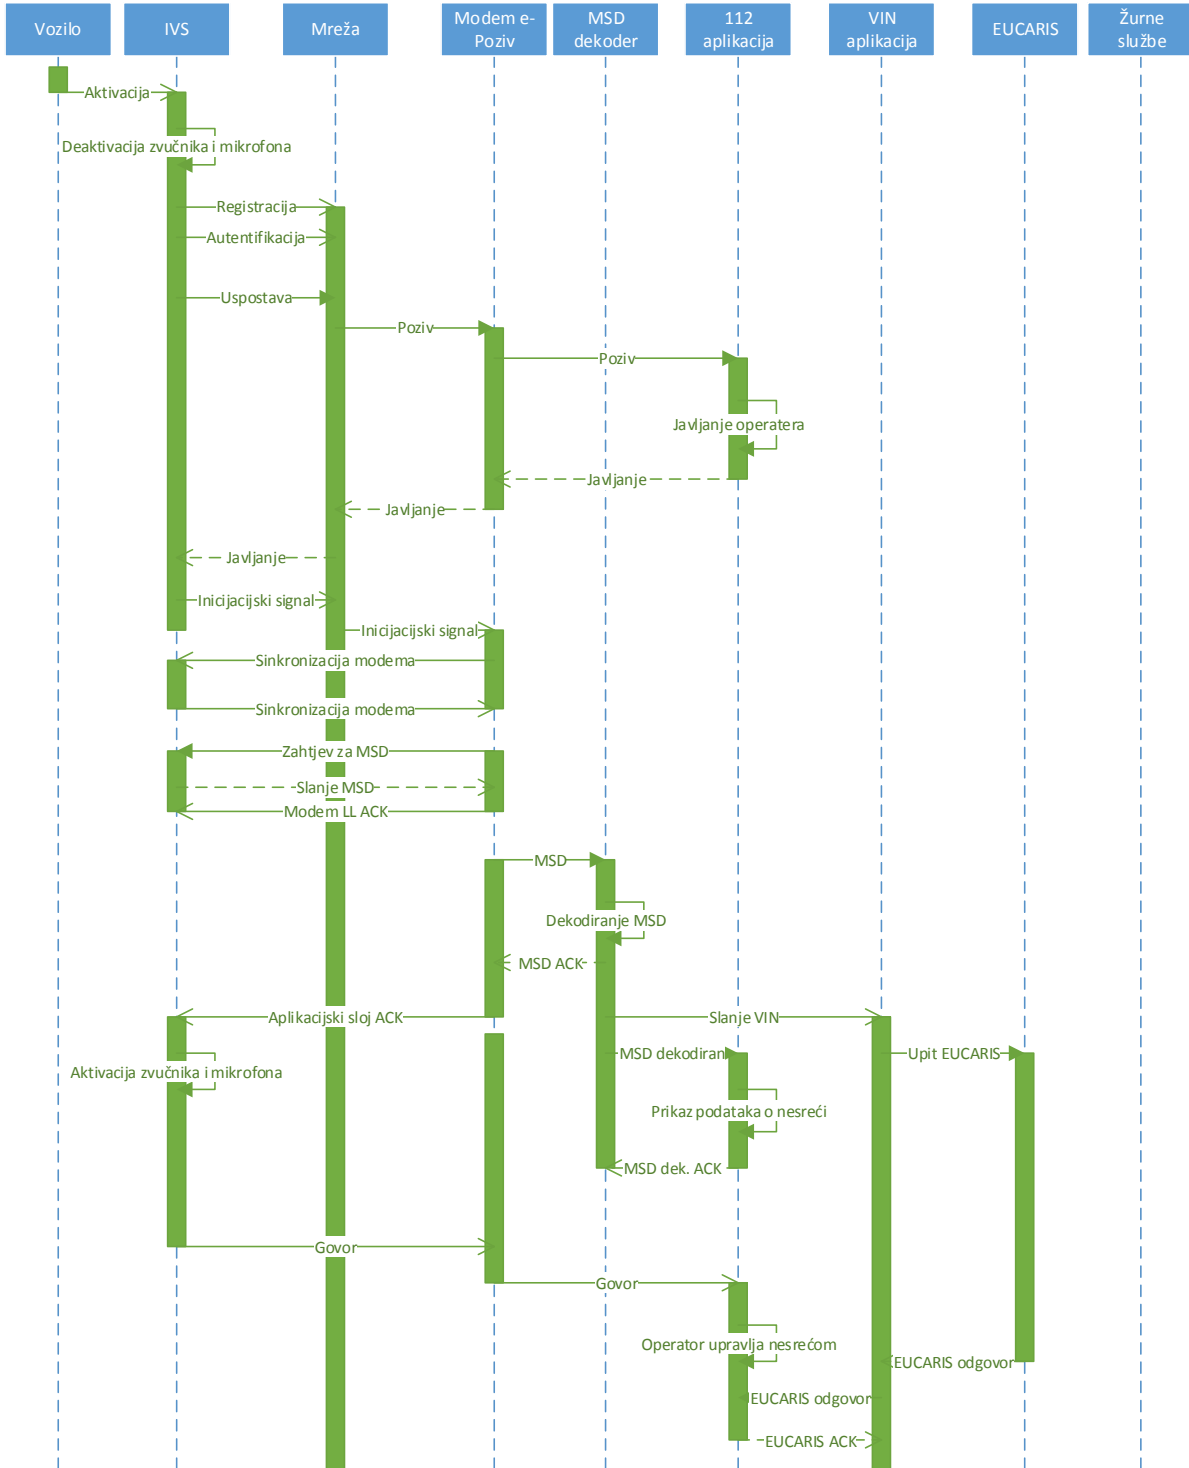 Vozilo
IVS
Mreža
Modem e-
Poziv
MSD
dekoder
112
aplikacija
VIN
aplikacija
EUCARIS
Žurne
službe
Aktivacija
Deaktivacija zvučnika i mikrofona
Registracija
Autentifikacija
Uspostava
Poziv
Poziv
Javljanje operatera
Javljanje
Javljanje
Javljanje
Inicijacijski signal
Inicijacijski signal
Sinkronizacija modema
Sinkronizacija modema
Zahtjev za MSD
Slanje MSD
Modem LL ACK
MSD
Dekodiranje MSD
MSD ACK
Aplikacijski sloj ACK
Slanje VIN
MSD dekodiran
Upit EUCARIS
Aktivacija zvučnika i mikrofona
Prikaz podataka o nesreći
MSD dek. ACK
Govor
Govor
Operator upravlja nesrećom
EUCARIS odgovor
EUCARIS odgovor
EUCARIS ACK